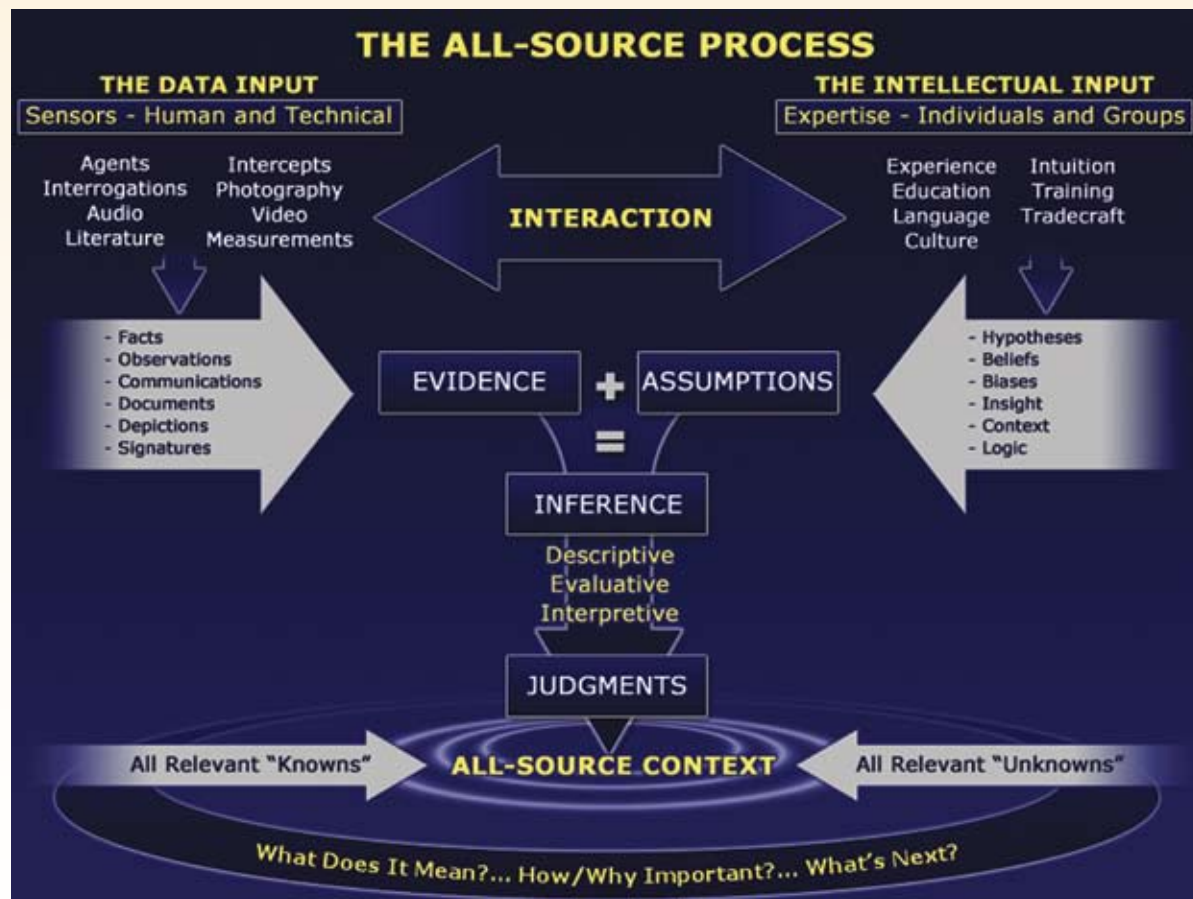 THE ALL-SOURCE PROCESS
THE DATA INPUT
Sensors - Human and Technical
Agents
Interrogations
Audio
Literature
Intercepts
Photography
Video
Measurements
INTERACTION
THE INTELLECTUAL INPUT
Expertise - Individuals and Groups
Experience
Education
Language
Culture
Intuition
Training
Tradecraft
- Facts
- Observations
- Communications
- Documents
- Depictions
- Signatures
EVIDENCE + ASSUMPTIONS
=
- Hypotheses
- Beliefs
- Biases
- Insight
- Context
- Logic
INFERENCE
Descriptive
Evaluative
Interpretive
JUDGMENTS
All Relevant "Knowns"
ALL-SOURCE CONTEXT
All Relevant "Unknowns"
What Does It Mean?... How/Why Important?... What's Next?